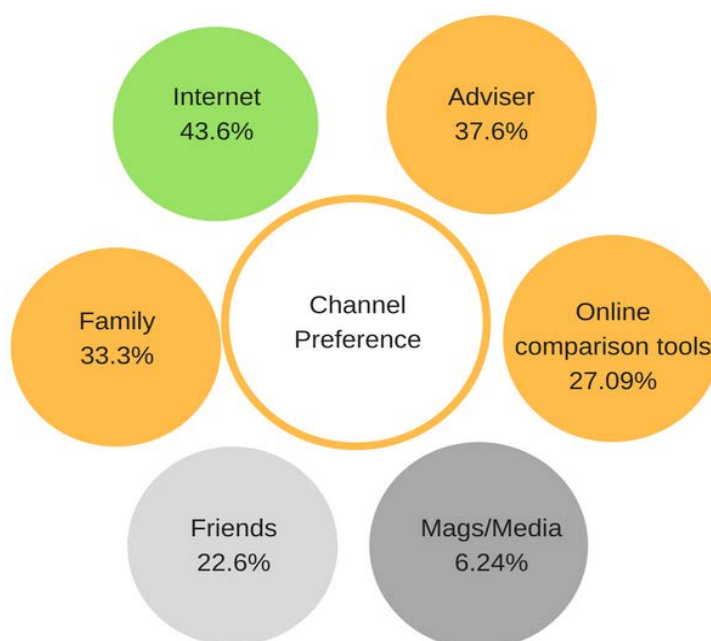 Internet
43.6%
Adviser
37.6%
Family
33.3%
Channel
Preference
Online
comparison tools
27.09%
Friends
22.6%
Mags/Media
6.24%